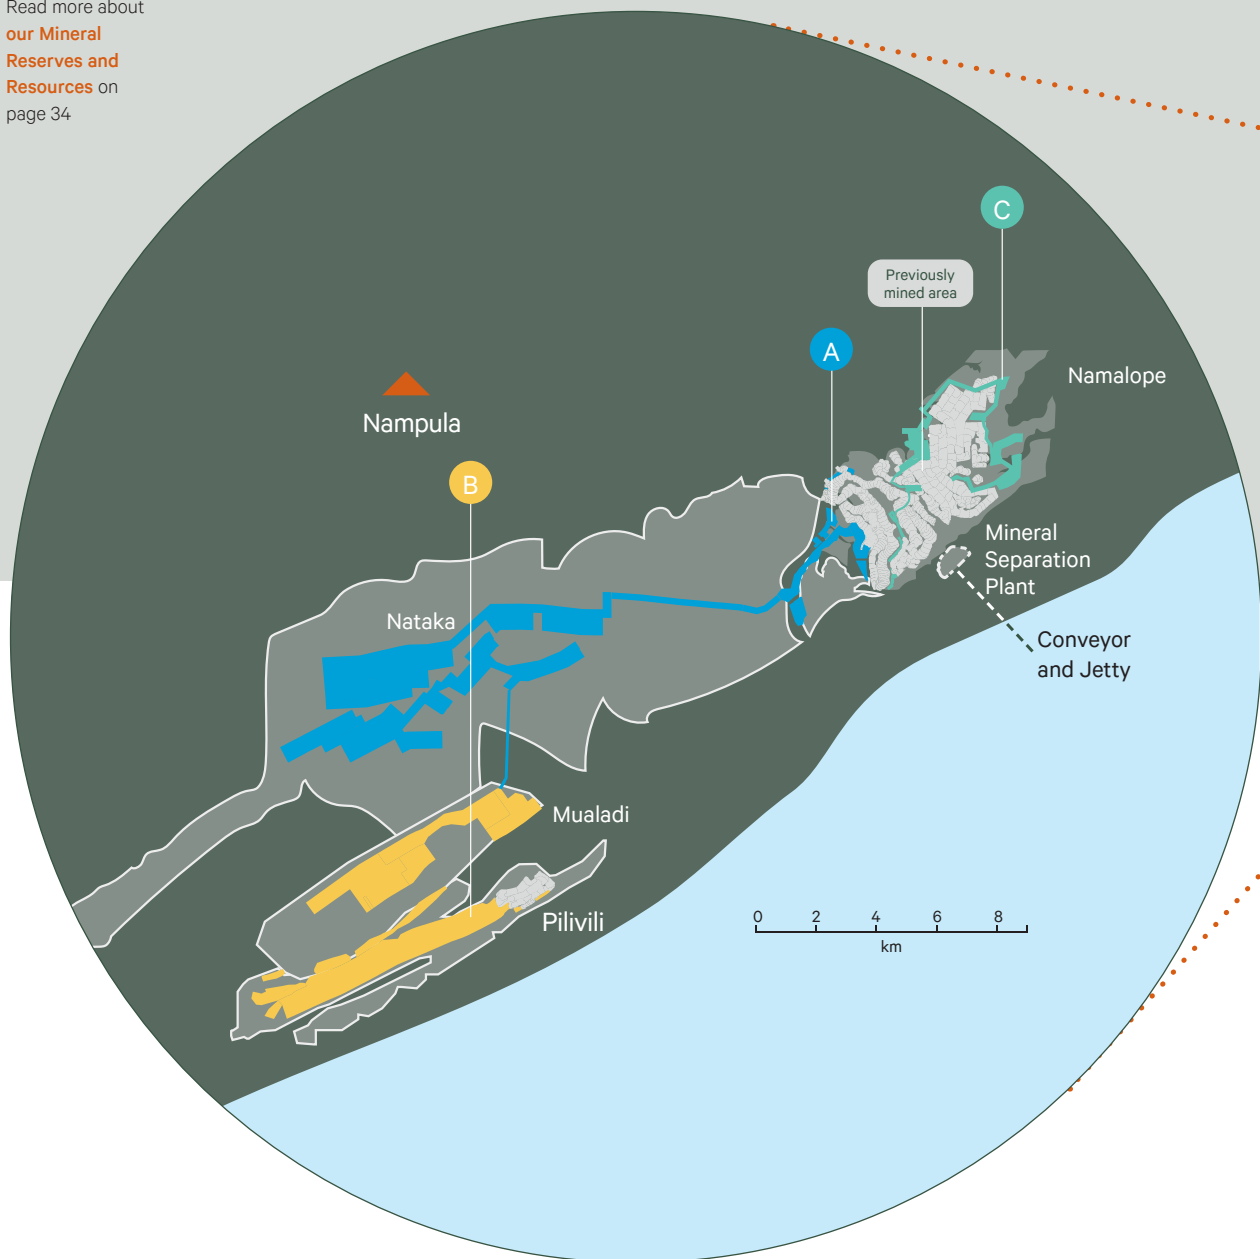 Read more about
our Mineral
Reserves and
Resources on
page 34
C
Previously
mined area
A
Namalope
Nampula
B
Mineral
Separation
Plant
Nataka
Conveyor
and Jetty
Mualadi
Pilivili
0 2 4 6 8
km